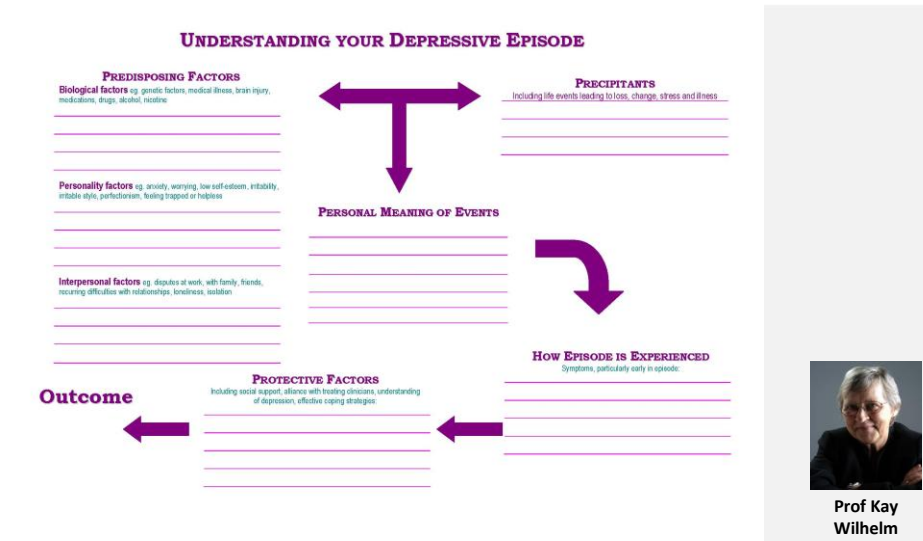 UNDERSTANDING YOUR DEPRESSIVE EPISODE
PREDISPOSING FACTORS
Biological factors eg. genetic factors, medical illness, brain injury,
medications, drugs, alcohol, nicotine
PRECIPITANTS
Including life events leading to loss, change, stress and illness
Personality factors eg. anxiety, worrying, low self-esteem, irritability,
irritable style, perfectionism, feeling trapped or helpless
PERSONAL MEANING OF EVENTS
Interpersonal factors eg. disputes at work, with family, friends,
recurring difficulties with relationships, loneliness, isolation
HOW EPISODE IS EXPERIENCED
Symptoms, particularly early in episode:
PROTECTIVE FACTORS
Including social support, alliance with treating clinicians, understanding
of depression, effective coping strategies:
Outcome
Prof Kay
Wilhelm